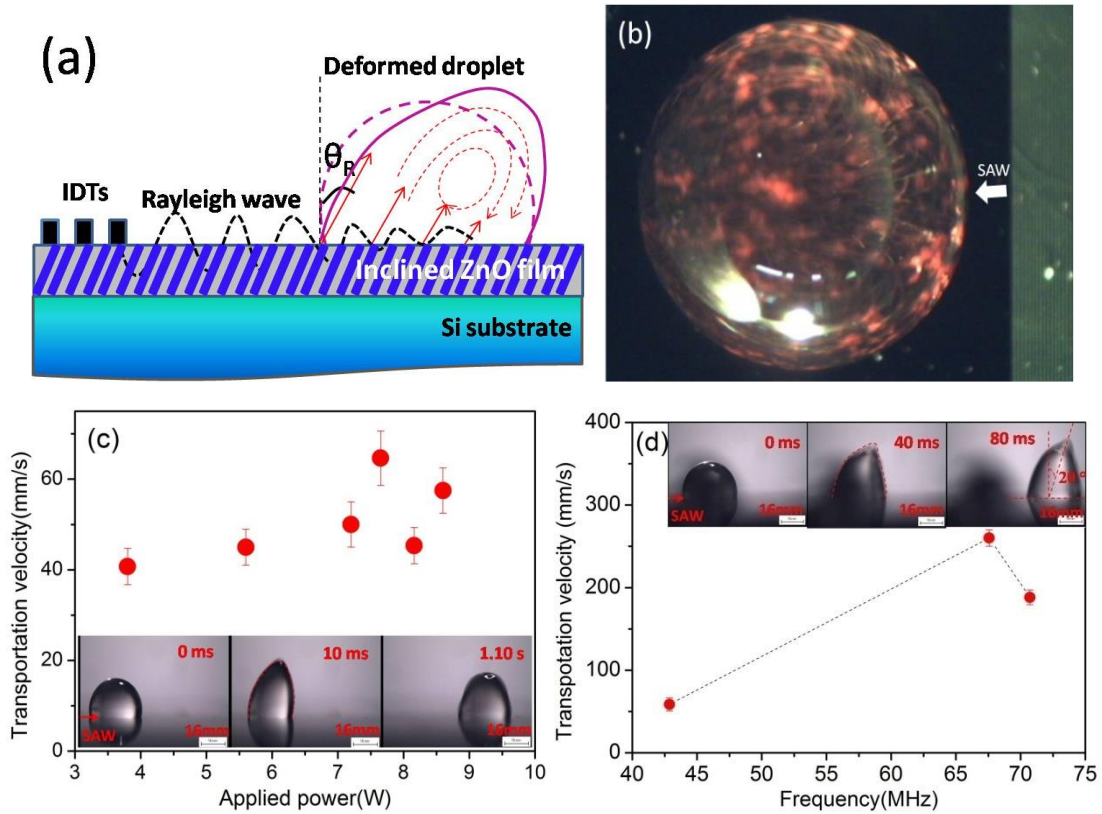 (a)
Deformed droplet
θR
IDTs
Rayleigh wave
Inclined ZnO film
Si substrate
(b)
SAW
(c)
Transportation velocity(mm/s)
60
40
20
0
0 ms
10 ms
1.10 s
SAW
16mm
16mm
16mm
3 4 5 6 7 8 9 10
Applied power(W)
(d)
Transpotation velocity (mm/s)
400
300
200
100
0
0 ms
40 ms
80 ms
20 °
SAW
16mm
16mm
16mm
40 45 50 55 60 65 70 75
Frequency(MHz)